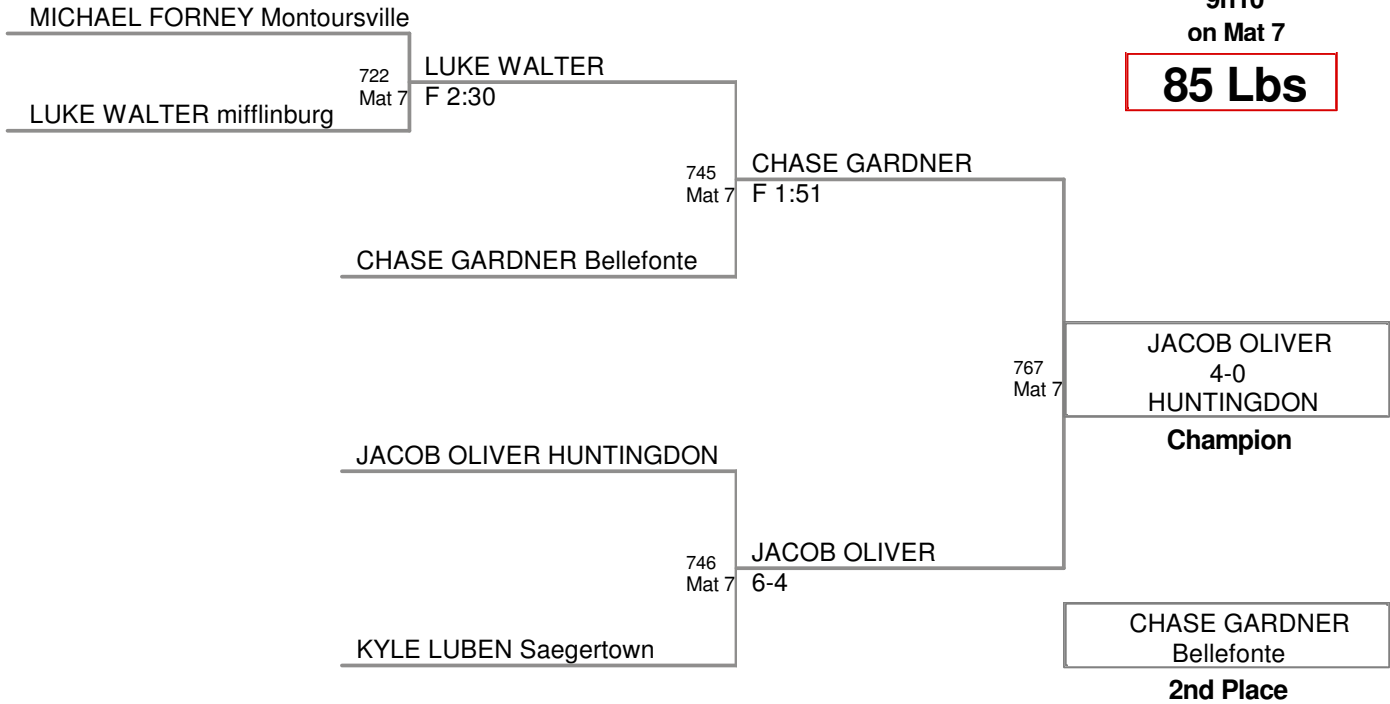 9n10
on Mat 7
85 Lbs
MICHAEL FORNEY Montoursville
722
Mat 7
LUKE WALTER
F 2:30
LUKE WALTER mifflinburg
745
Mat 7
CHASE GARDNER
F 1:51
CHASE GARDNER Bellefonte
767
Mat 7
JACOB OLIVER
4-0
HUNTINGDON
Champion
JACOB OLIVER HUNTINGDON
746
Mat 7
JACOB OLIVER
6-4
KYLE LUBEN Saegertown
CHASE GARDNER
Bellefonte
2nd Place